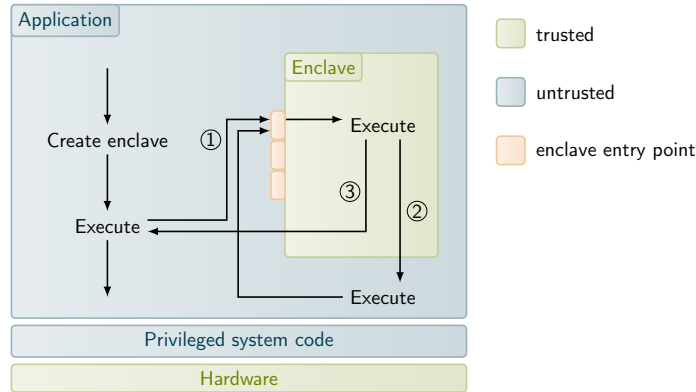 Application
trusted
Enclave
untrusted
Execute
Create enclave
①
enclave entry point
③
②
Execute
Execute
Privileged system code
Hardware